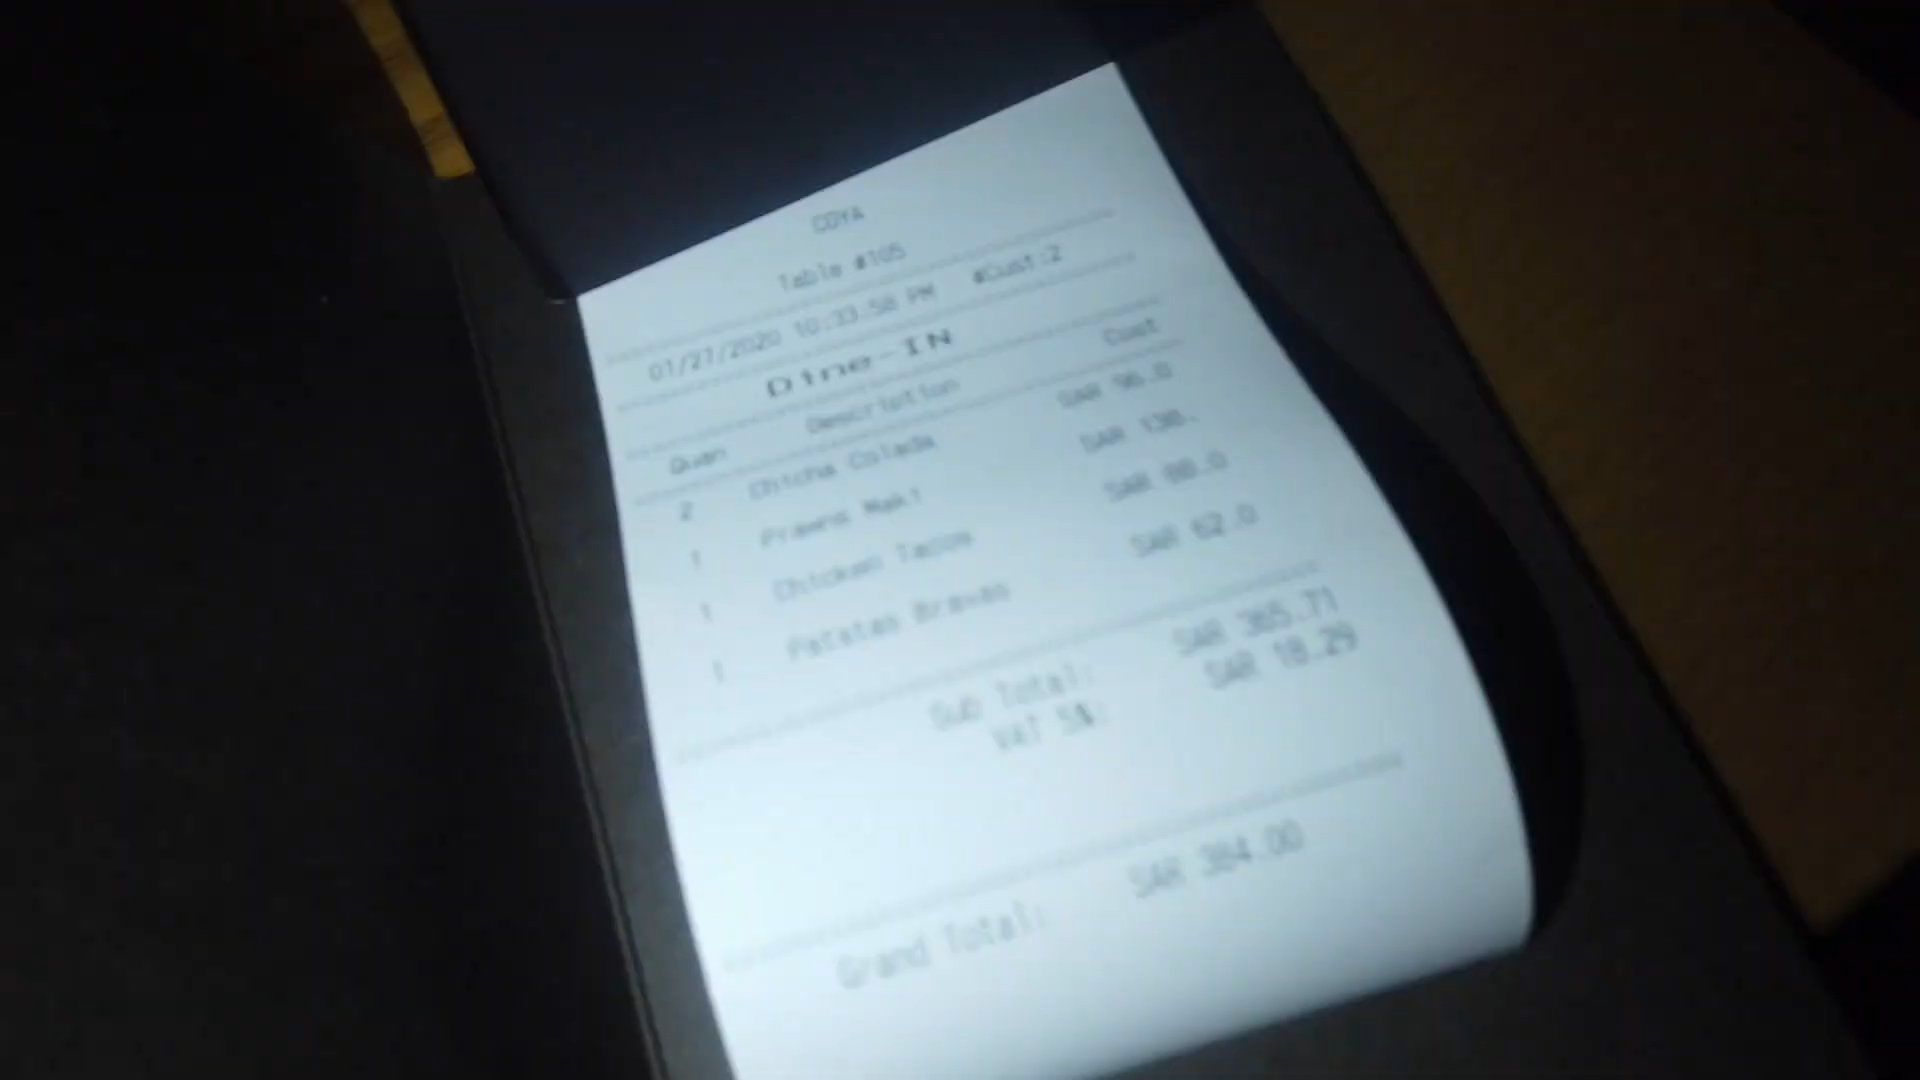 COYA
Table #105
01/27/2020 10:33:58 PM #Cust:2
Dine-IN
Quan Description Cost
2 Chicha Colada SAR 96.0
1 Prawns Maki SAR 138.
1 Chicken Tacos SAR 88.0
1 Patatas Bravas SAR 62.0
Sub Total: SAR 365.71
VAT 5%: SAR 18.29
Grand Total: SAR 384.00